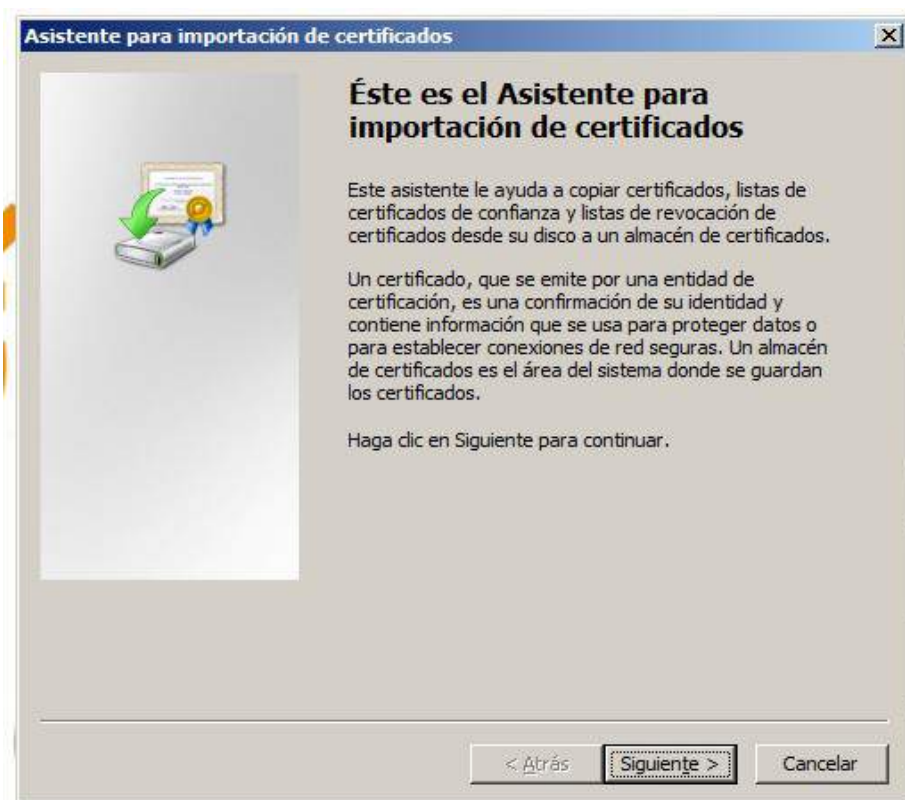 Asistente para importación de certificados
Éste es el Asistente para
importación de certificados
Este asistente le ayuda a copiar certificados, listas de
certificados de confianza y listas de revocación de
certificados desde su disco a un almacén de certificados.
Un certificado, que se emite por una entidad de
certificación, es una confirmación de su identidad y
contiene información que se usa para proteger datos o
para establecer conexiones de red seguras. Un almacén
de certificados es el área del sistema donde se guardan
los certificados.
Haga clic en Siguiente para continuar.
< Atrás Siguiente > Cancelar